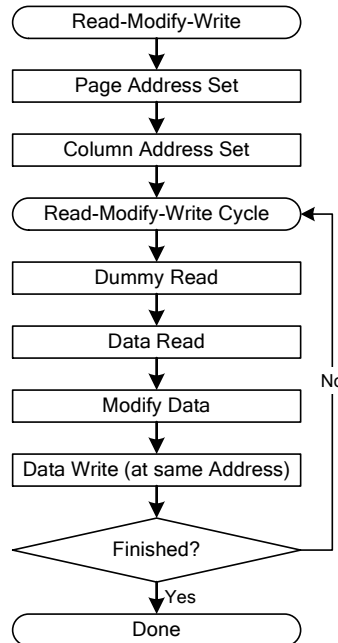 Read-Modify-Write
Page Address Set
Column Address Set
Read-Modify-Write Cycle
Dummy Read
Data Read
Modify Data
No
Data Write (at same Address)
Finished?
Yes
Done